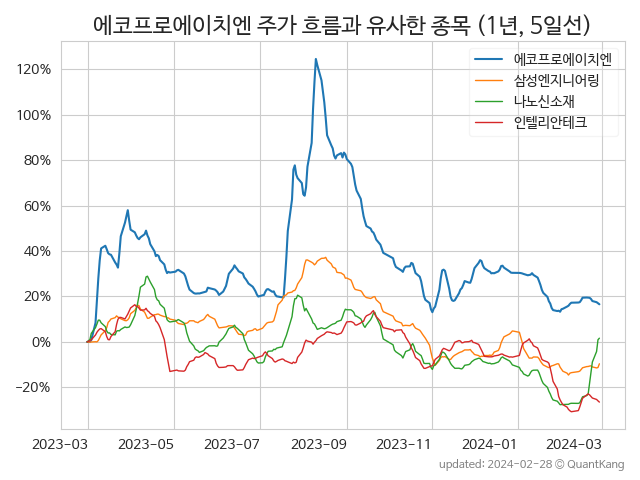 에코프로에이치엔 주가 흐름과 유사한 종목 (1년, 5일선)
에코프로에이치엔
삼성엔지니어링
나노신소재
인텔리안테크
120%
100%
80%
60%
40%
20%
0%
−20%
2023-03
2023-05
2023-07
2023-09
2023-11
2024-01
2024-03
updated: 2024-02-28 ⓒ QuantKang